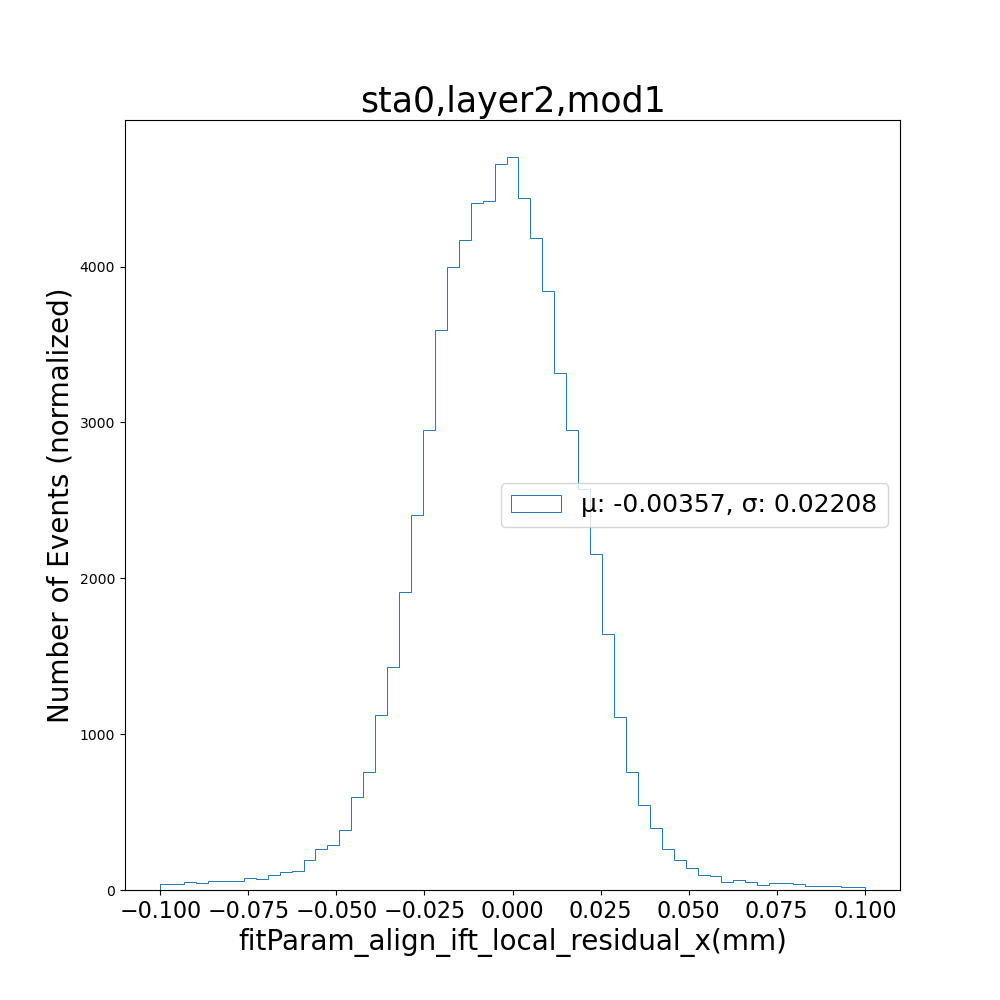 sta0,layer2,mod1
Number of Events (normalized)
4000
3000
2000
1000
0
μ: -0.00357, σ: 0.02208
−0.100 −0.075 −0.050 −0.025 0.000 0.025 0.050 0.075 0.100
fitParam_align_ift_local_residual_x(mm)